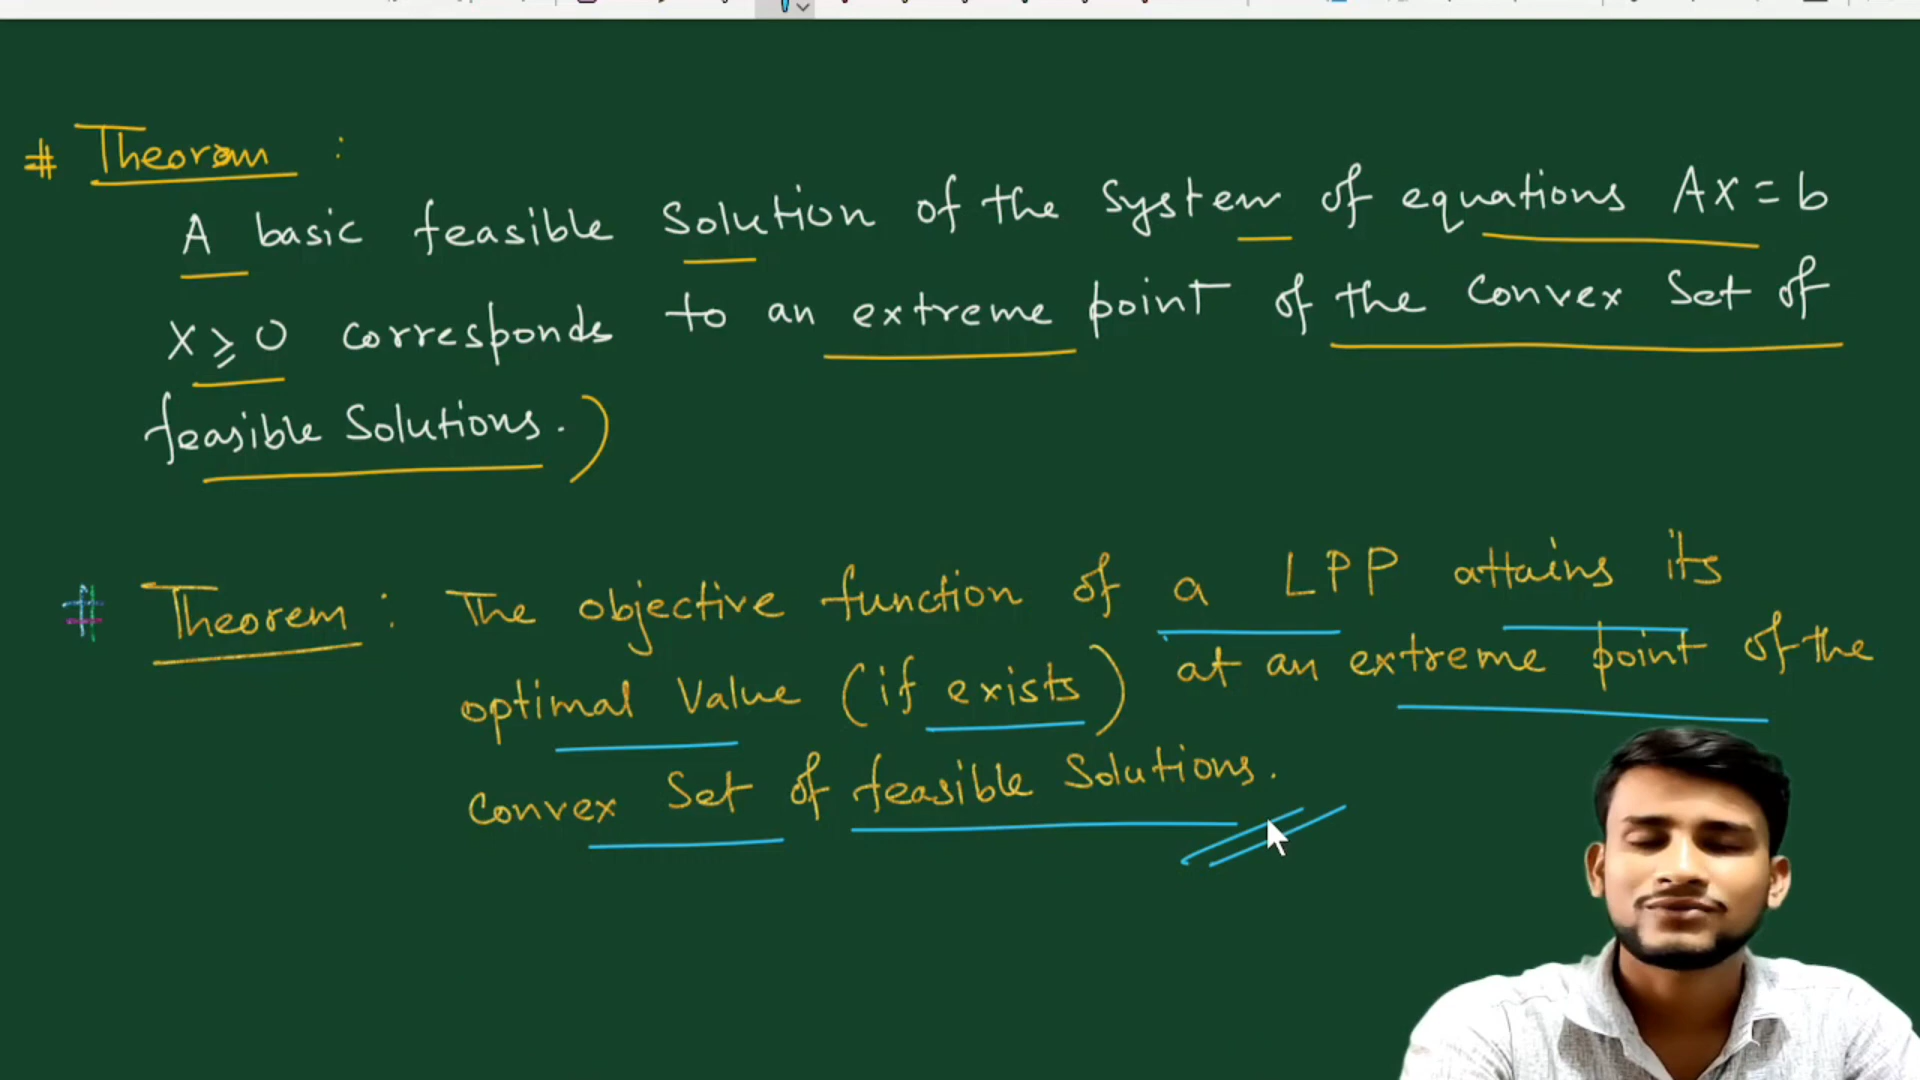 # Theorem :
A basic feasible Solution of the System of equations AX = b
X ⩾ 0 corresponds to an extreme point of the Convex Set of
feasible Solutions. )
# Theorem : The objective function of a LPP attains its
optimal Value (if exists) at an extreme point of the
Convex Set of feasible Solutions.